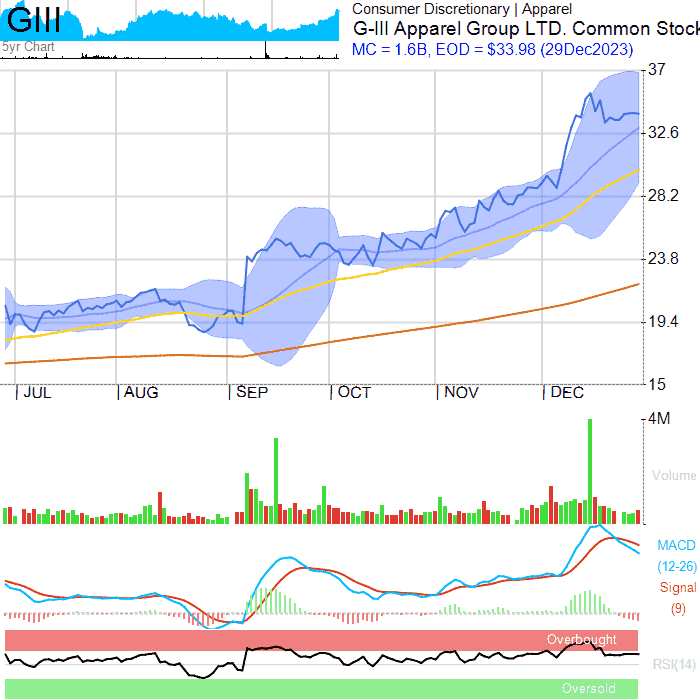 GIII
5yr Chart
Consumer Discretionary | Apparel
G-III Apparel Group LTD. Common Stock
MC = 1.6B, EOD = $33.98 (29Dec2023)
37
32.6
28.2
23.8
19.4
15
JUL AUG SEP OCT NOV DEC
4M
Volume
MACD
(12-26)
Signal
(9)
Overbought
RSI(14)
Oversold